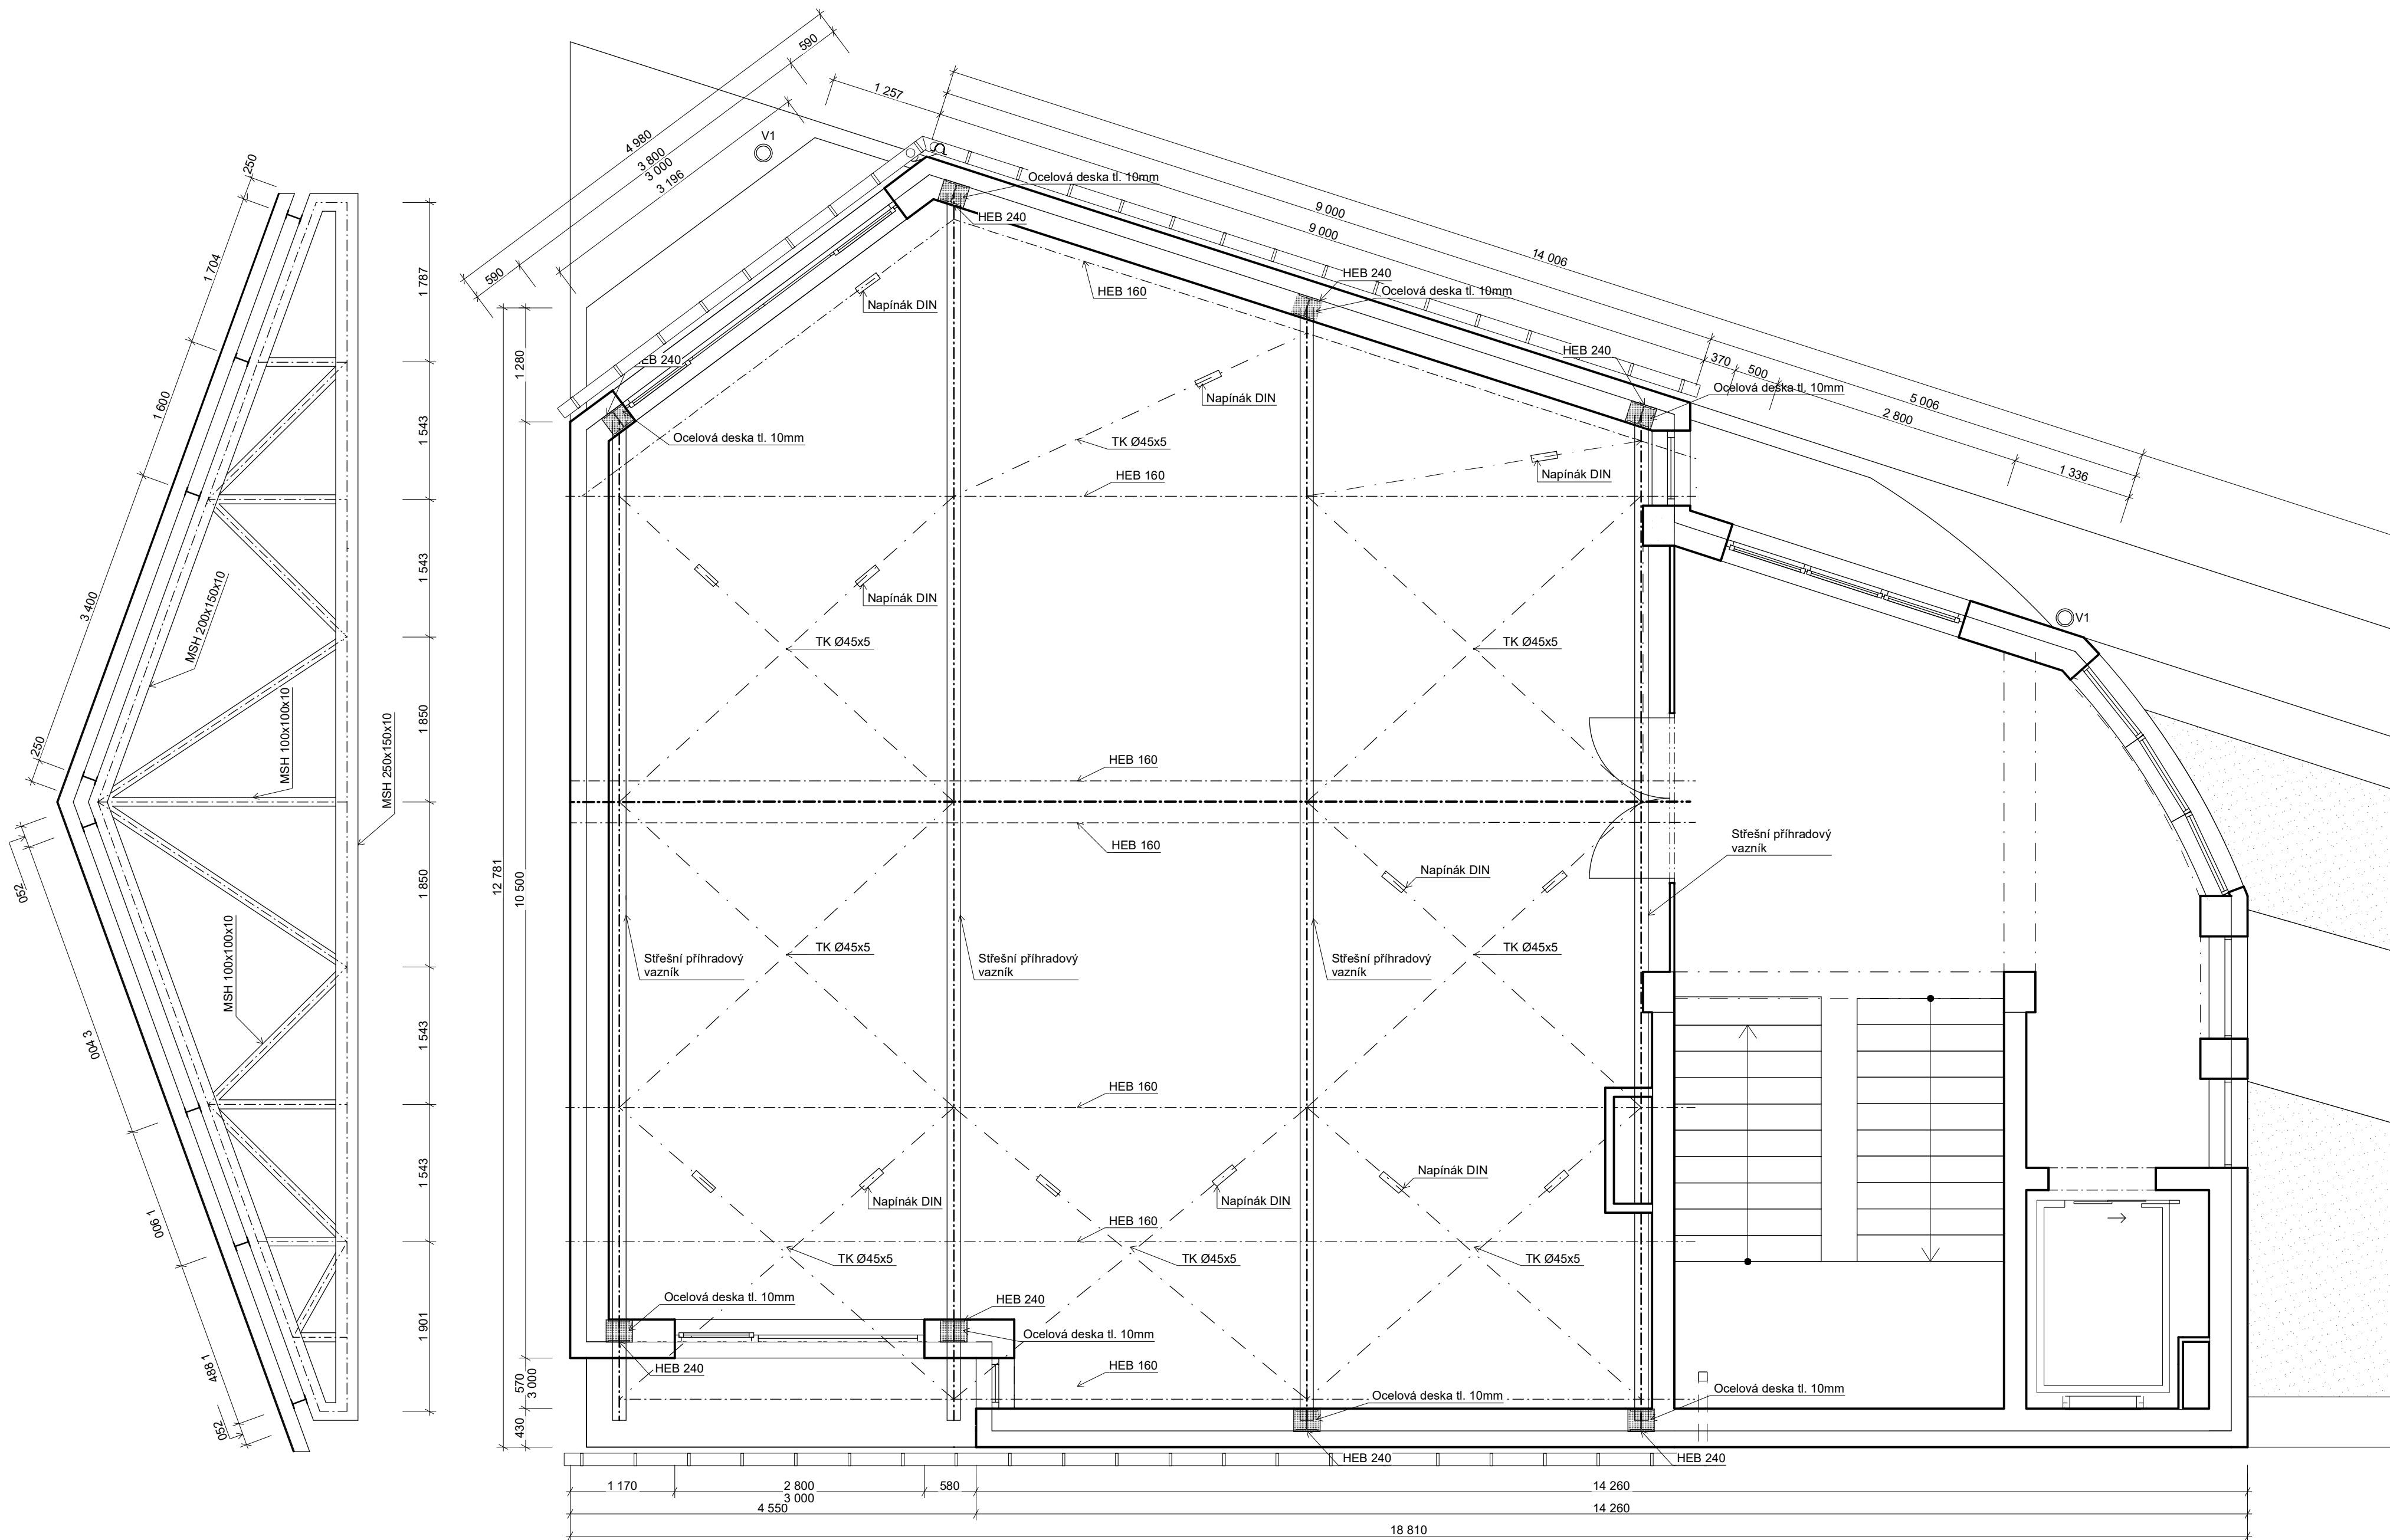 590
4 980
3 800
3 000
3 196
590
1 257
V1
Ocelová deska tl. 10mm
HEB 240
9 000
9 000
14 006
HEB 160
HEB 240
Ocelová deska tl. 10mm
HEB 240
370
500
Ocelová deska tl. 10mm
5 006
2 800
1 336
250
1 704
1 600
3 400
250
250
3 400
1 900
1 884
250
MSH 200x150x10
MSH 100x100x10
MSH 250x150x10
MSH 100x100x10
1 787
1 543
1 543
1 850
1 850
1 543
1 543
1 901
12 781
1 280
10 500
570
3 000
430
Napínák DIN
Napínák DIN
Napínák DIN
Ocelová deska tl. 10mm
TK Ø45x5
HEB 160
Napínák DIN
TK Ø45x5
TK Ø45x5
V1
HEB 160
HEB 160
Střešní příhradový
vazník
Napínák DIN
TK Ø45x5
TK Ø45x5
Střešní příhradový
vazník
Střešní příhradový
vazník
Střešní příhradový
vazník
HEB 160
Napínák DIN
Napínák DIN
Napínák DIN
HEB 160
TK Ø45x5
TK Ø45x5
TK Ø45x5
Ocelová deska tl. 10mm
HEB 240
Ocelová deska tl. 10mm
HEB 240
HEB 160
Ocelová deska tl. 10mm
Ocelová deska tl. 10mm
HEB 240
HEB 240
1 170
2 800
3 000
580
14 260
4 550
14 260
18 810